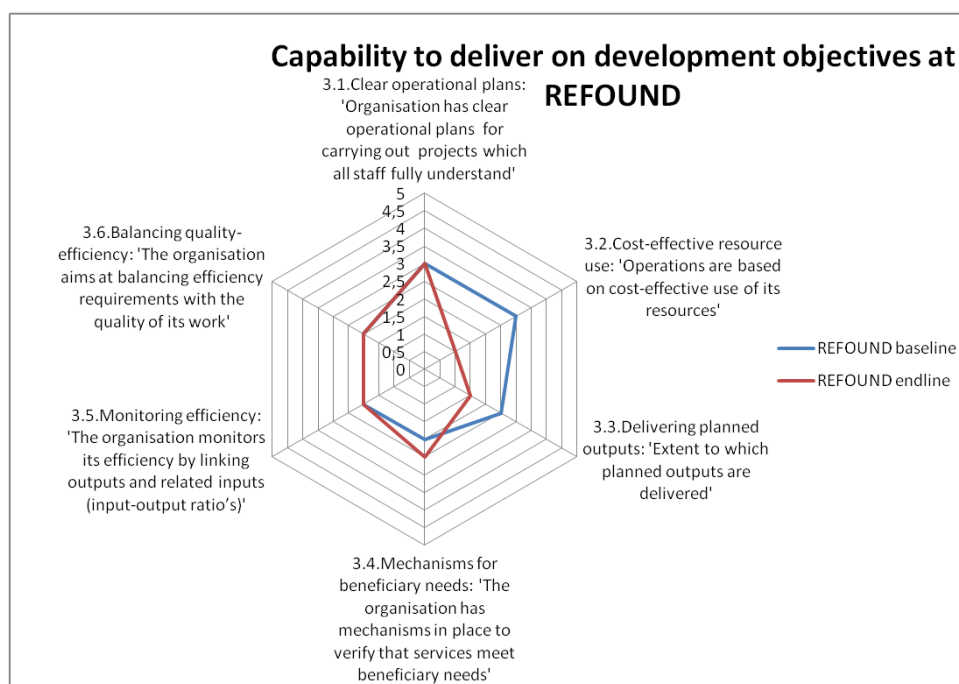 Capability to deliver on development objectives at
REFOUND
3.1.Clear operational plans:
'Organisation has clear
operational plans for
carrying out projects which
all staff fully understand'
5
4,5
4
3,5
3
2,5
2
1,5
1
0,5
0
3.2.Cost-effective resource
use: 'Operations are based
on cost-effective use of its
resources'
3.3.Delivering planned
outputs: 'Extent to which
planned outputs are
delivered'
3.4.Mechanisms for
beneficiary needs: 'The
organisation has
mechanisms in place to
verify that services meet
beneficiary needs'
3.5.Monitoring efficiency:
'The organisation monitors
its efficiency by linking
outputs and related inputs
(input-output ratio’s)'
3.6.Balancing quality-
efficiency: 'The organisation
aims at balancing efficiency
requirements with the
quality of its work'
REFOUND baseline
REFOUND endline